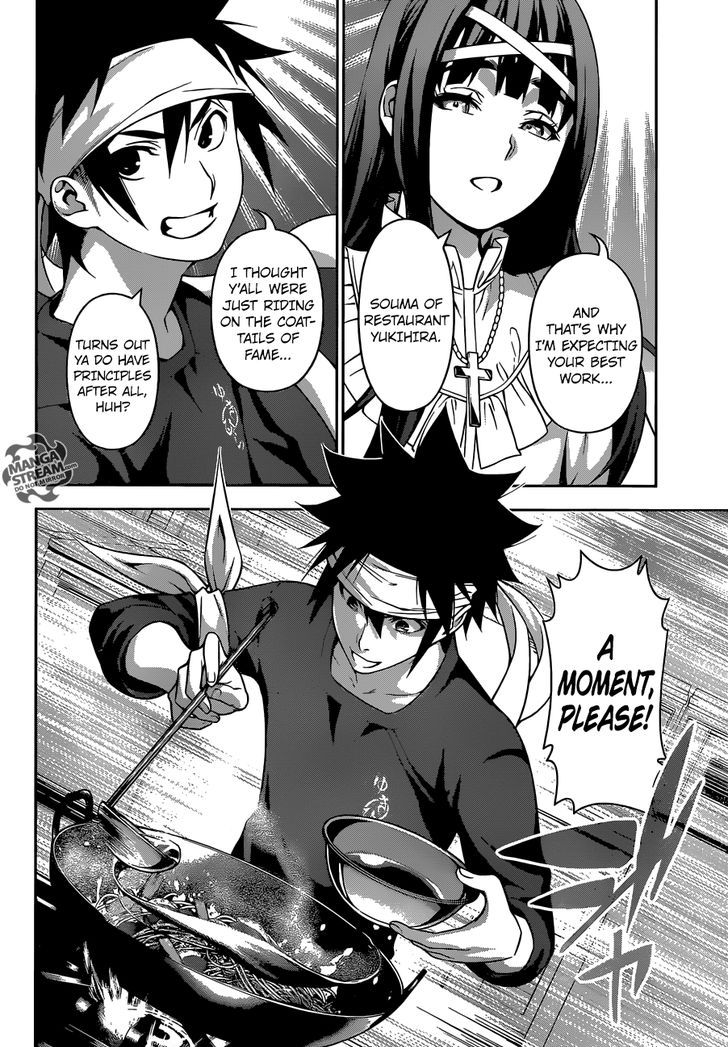 AND
THAT'S WHY
I'M EXPECTING
YOUR BEST
WORK...
SOUMA OF
RESTAURANT
YUKIHIRA.
I THOUGHT
Y'ALL WERE
JUST RIDING
ON THE COAT-
TAILS OF
FAME...
TURNS OUT
YA DO HAVE
PRINCIPLES
AFTER ALL,
HUH?
MANGA
STREAM.com
DO NOT MIRROR
A
MOMENT,
PLEASE!